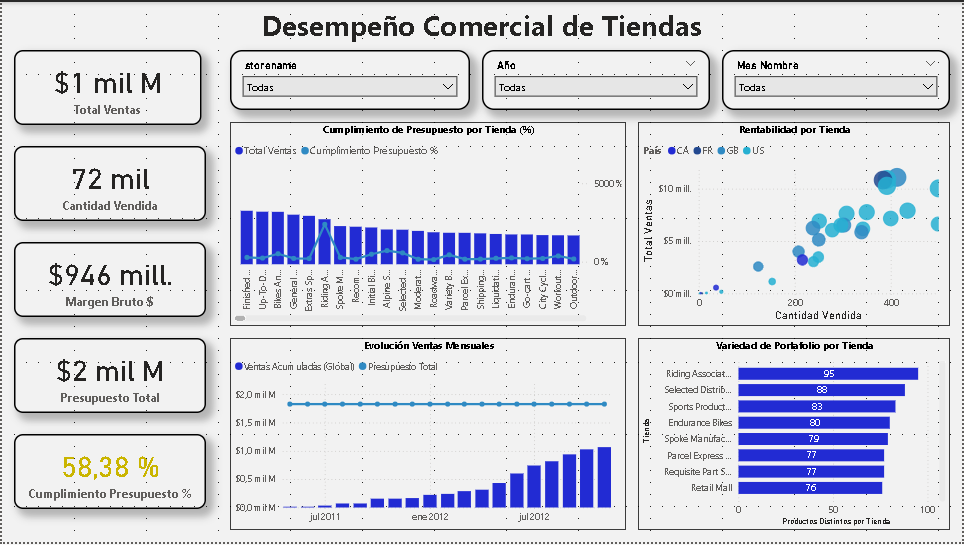 Desempeño Comercial de Tiendas
$1 mil M
Total Ventas
72 mil
Cantidad Vendida
$946 mill.
Margen Bruto $
$2 mil M
Presupuesto Total
58,38 %
Cumplimiento Presupuesto %
storename
Todas
Año
Todas
Mes Nombre
Todas
Cumplimiento de Presupuesto por Tienda (%)
Total Ventas Cumplimiento Presupuesto %
5000%
0%
Finished...
Up-To-D...
Bikes An...
General ...
Extras Sp...
Riding A...
Spoke M...
Recom...
Initial Bi...
Alpine S...
Selected...
Moderat...
Roadwa...
Variety B...
Parcel Ex...
Shipping...
Liquidati...
Enduran...
Go-cart ...
City Cycl...
Workout...
Outdoor...
Rentabilidad por Tienda
País CA FR GB US
Total Ventas
$10 mill.
$5 mill.
$0 mill.
0 200 400
Cantidad Vendida
Evolución Ventas Mensuales
Ventas Acumuladas (Global) Presupuesto Total
$2,0 mil M
$1,5 mil M
$1,0 mil M
$0,5 mil M
$0,0 mil M
jul 2011 ene 2012 jul 2012
Variedad de Portafolio por Tienda
Tienda
Riding Associat... 95
Selected Distrib... 88
Sports Product... 83
Endurance Bikes 80
Spoke Manufac... 79
Parcel Express ... 77
Requisite Part S... 77
Retail Mall 76
0 50 100
Productos Distintos por Tienda